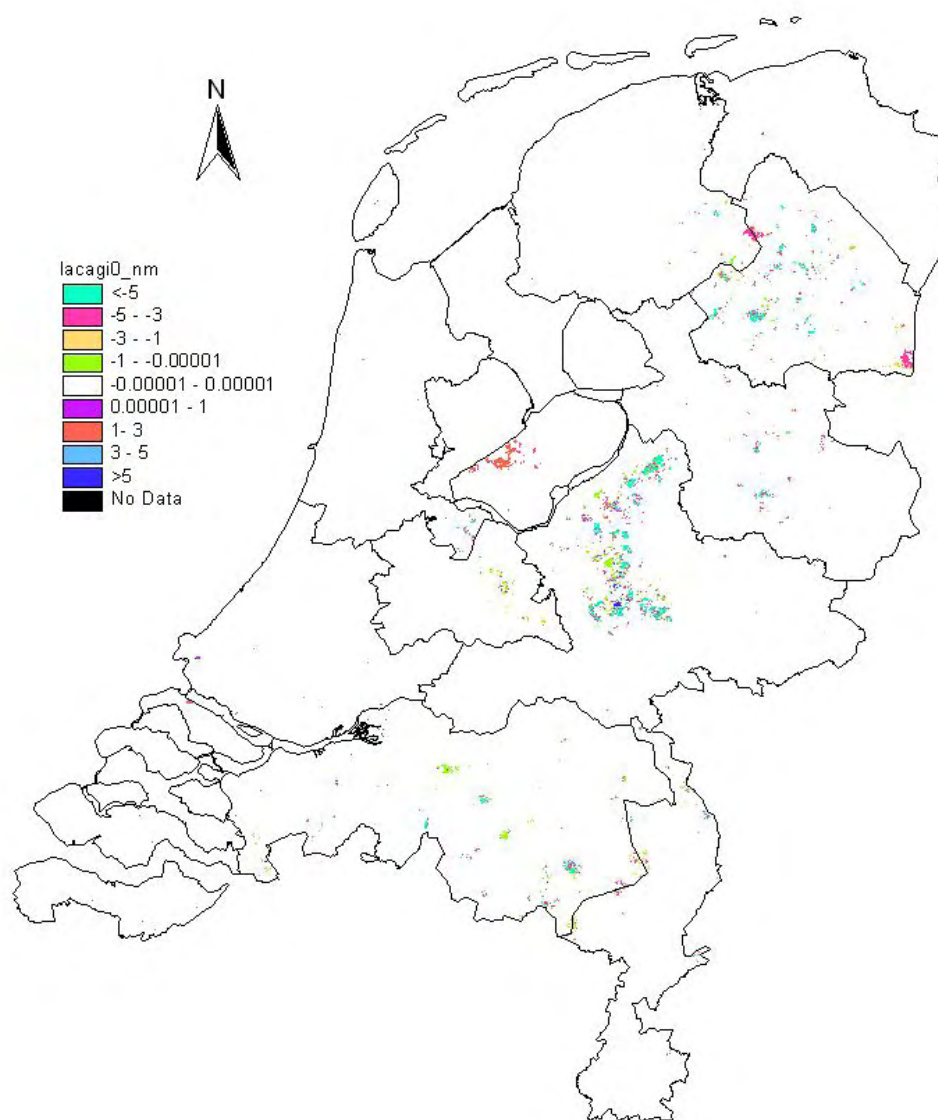 N
lacagi0_nm
<-5
-5 - -3
-3 - -1
-1 - -0.00001
-0.00001 - 0.00001
0.00001 - 1
1- 3
3 - 5
>5
No Data